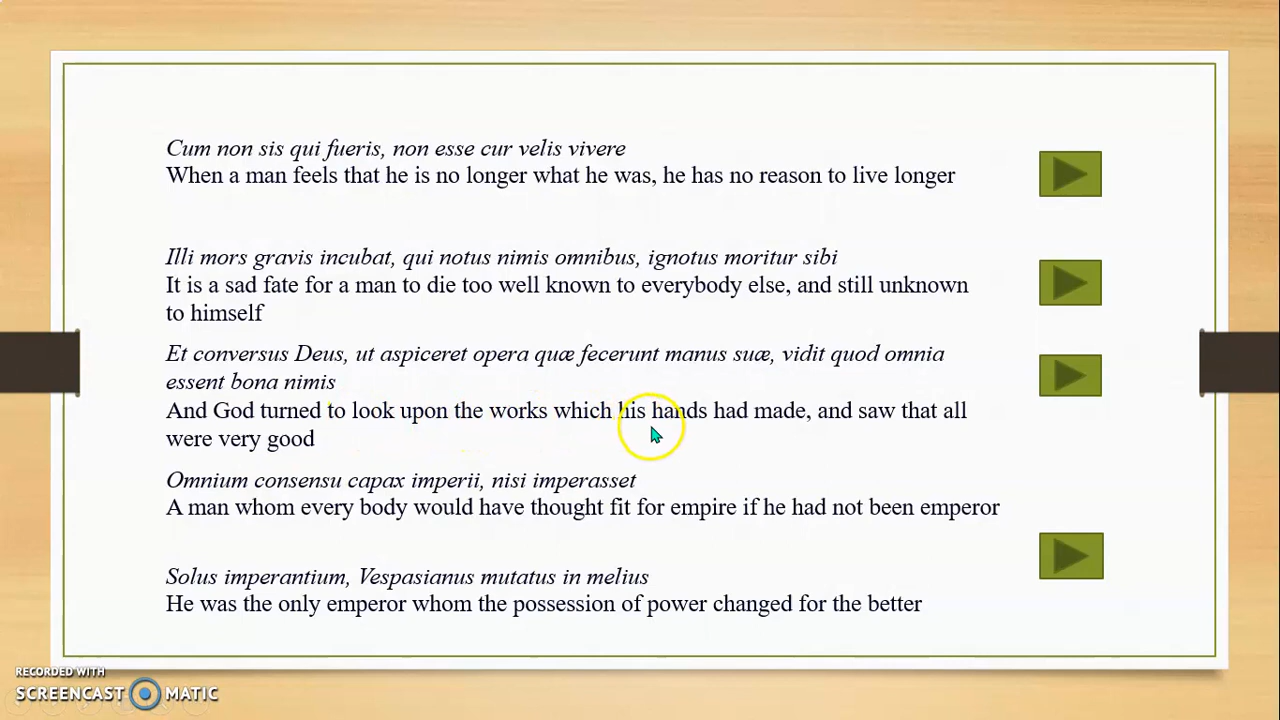 Cum non sis qui fueris, non esse cur velis vivere
When a man feels that he is no longer what he was, he has no reason to live longer
Illi mors gravis incubat, qui notus nimis omnibus, ignotus moritur sibi
It is a sad fate for a man to die too well known to everybody else, and still unknown
to himself
Et conversus Deus, ut aspiceret opera quæ fecerunt manus suæ, vidit quod omnia
essent bona nimis
And God turned to look upon the works which his hands had made, and saw that all
were very good
Omnium consensu capax imperii, nisi imperasset
A man whom every body would have thought fit for empire if he had not been emperor
Solus imperantium, Vespasianus mutatus in melius
He was the only emperor whom the possession of power changed for the better
RECORDED WITH
SCREENCAST MATIC